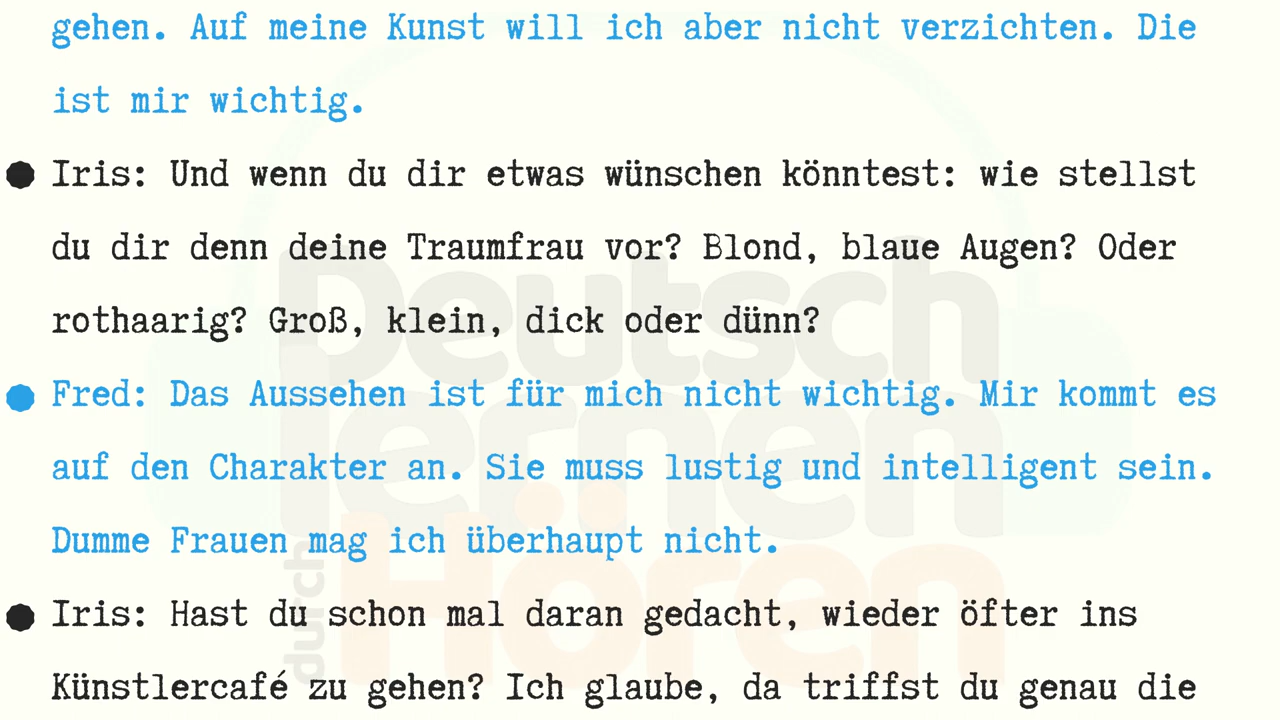 gehen. Auf meine Kunst will ich aber nicht verzichten. Die
ist mir wichtig.
Iris: Und wenn du dir etwas wünschen könntest: wie stellst
du dir denn deine Traumfrau vor? Blond, blaue Augen? Oder
rothaarig? Groß, klein, dick oder dünn?
Fred: Das Aussehen ist für mich nicht wichtig. Mir kommt es
auf den Charakter an. Sie muss lustig und intelligent sein.
Dumme Frauen mag ich überhaupt nicht.
Iris: Hast du schon mal daran gedacht, wieder öfter ins
Künstlercafé zu gehen? Ich glaube, da triffst du genau die
Deutsch
lernen
durch
Hören